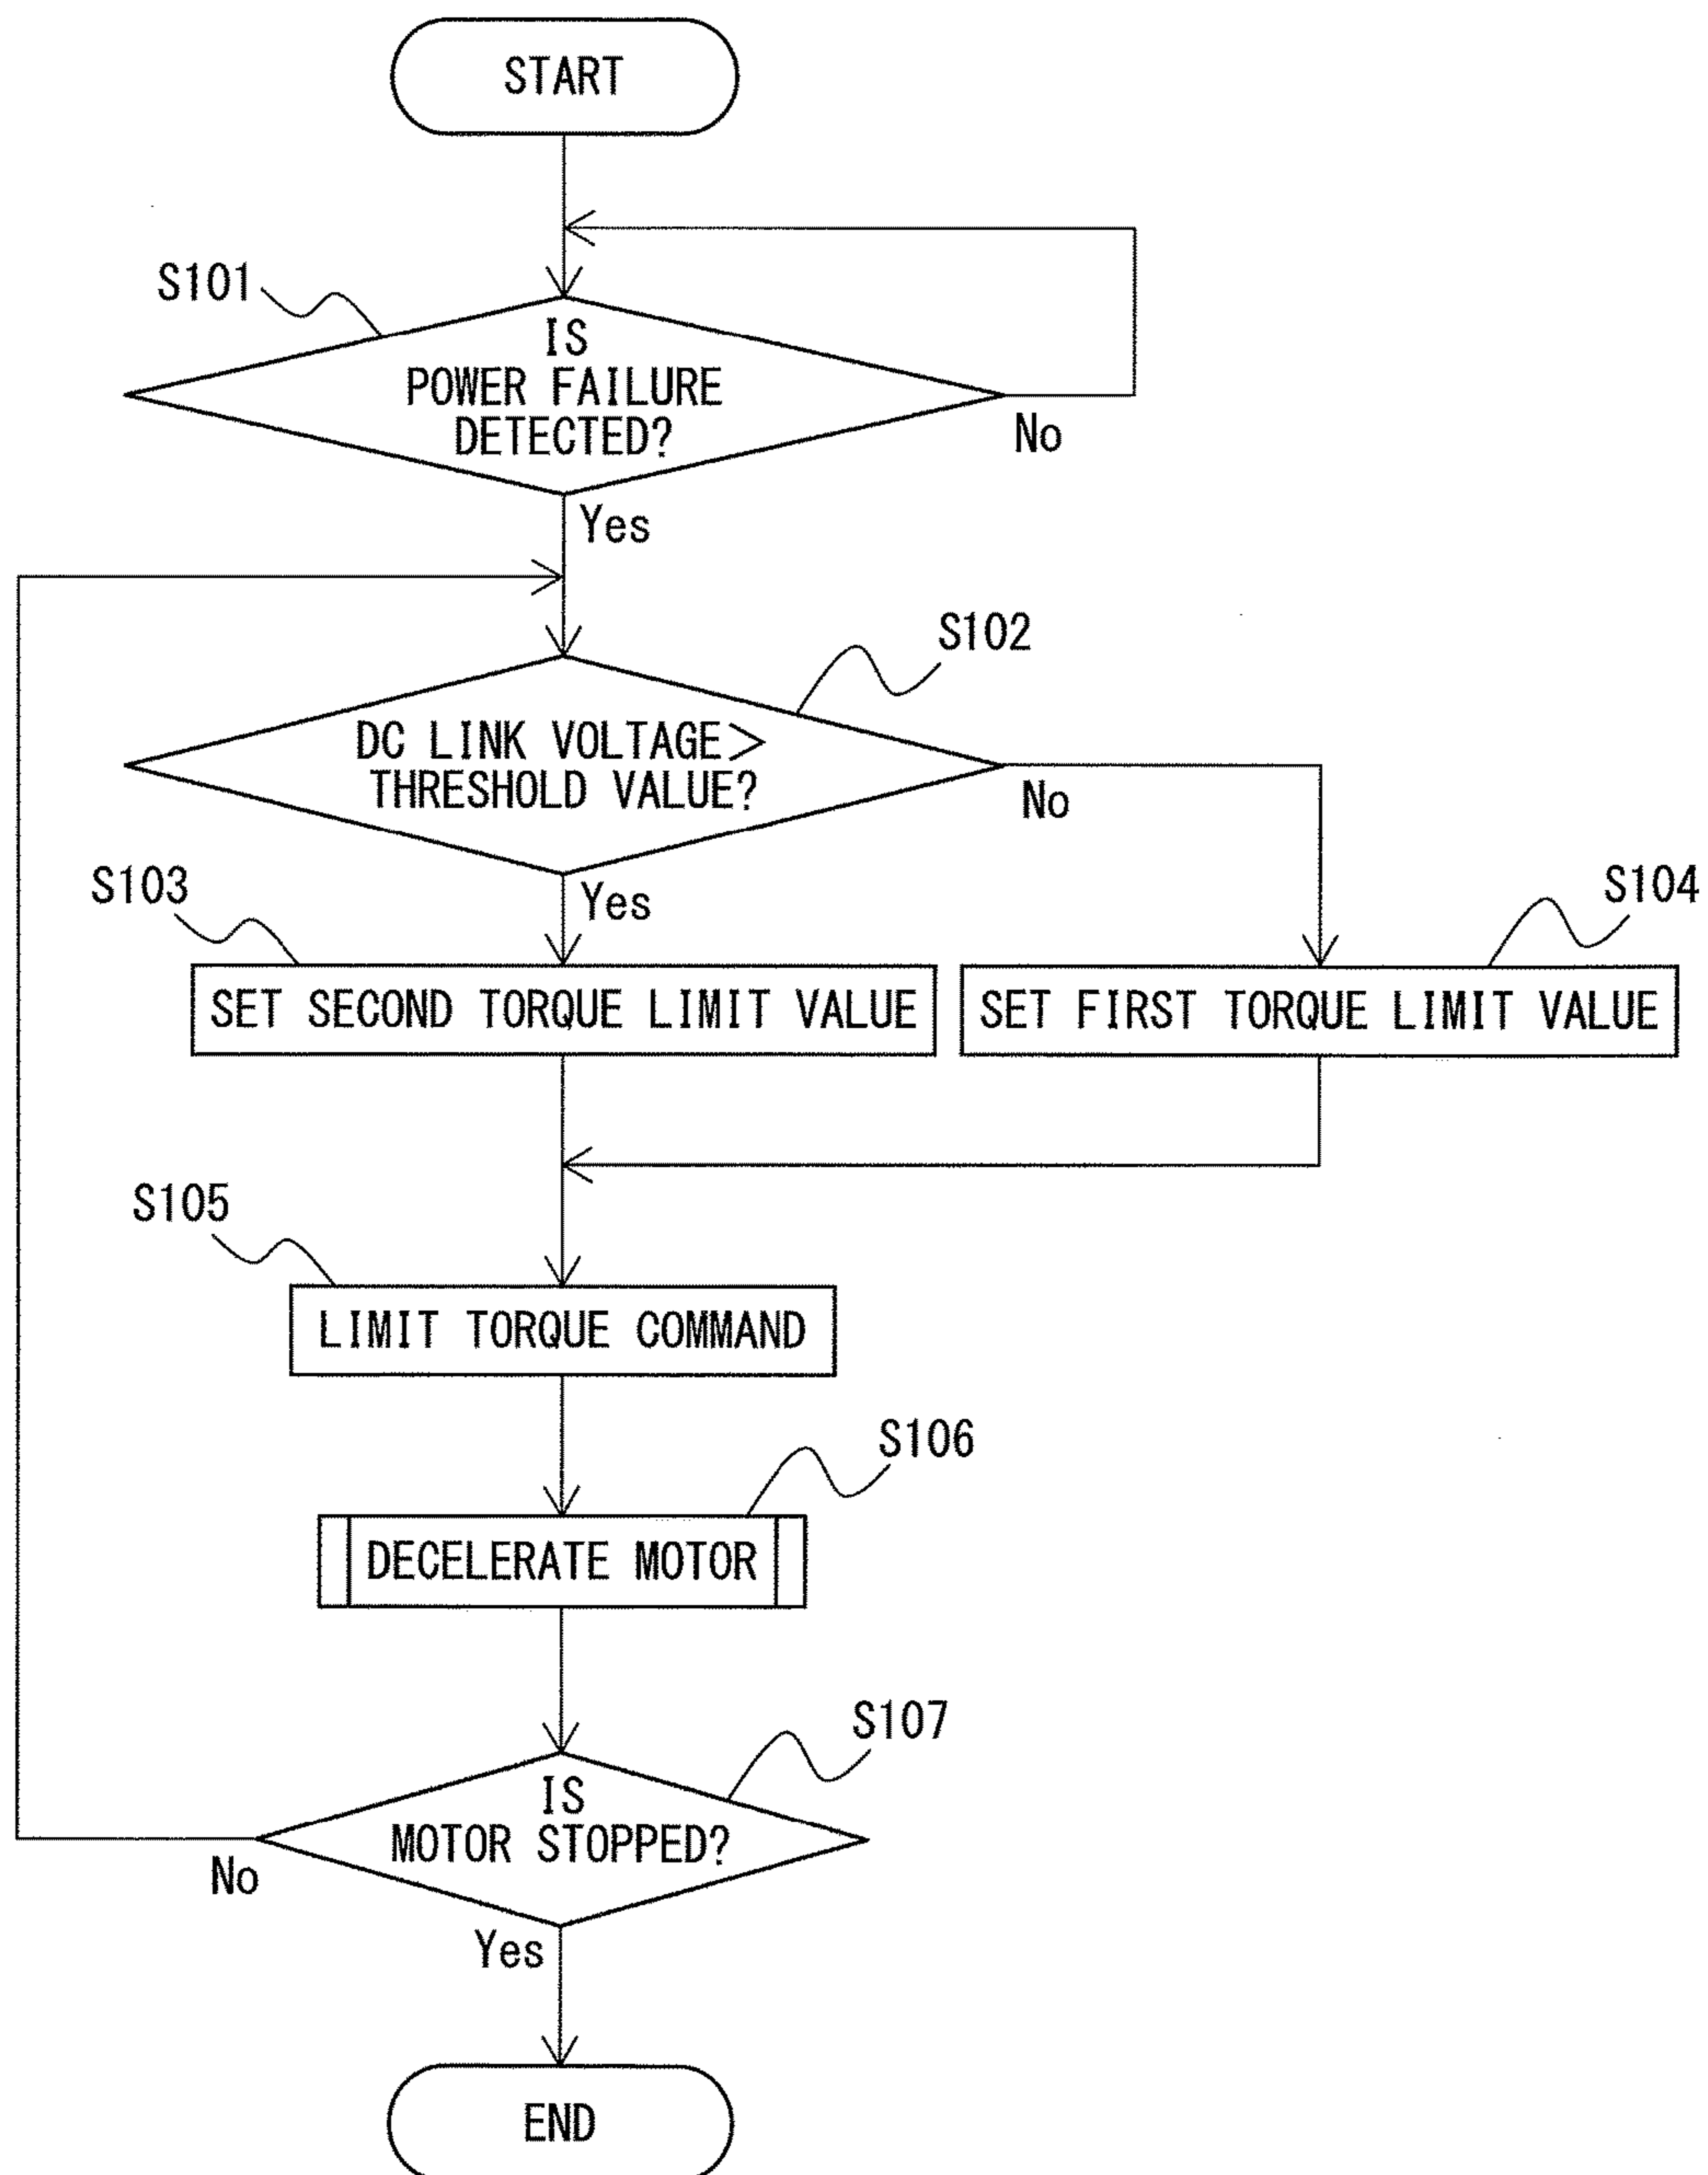 START
S101
IS
POWER FAILURE
DETECTED?
No
Yes
S102
DC LINK VOLTAGE>
THRESHOLD VALUE?
No
Yes
S103
S104
SET SECOND TORQUE LIMIT VALUE
SET FIRST TORQUE LIMIT VALUE
S105
LIMIT TORQUE COMMAND
S106
DECELERATE MOTOR
S107
IS
MOTOR STOPPED?
No
Yes
END